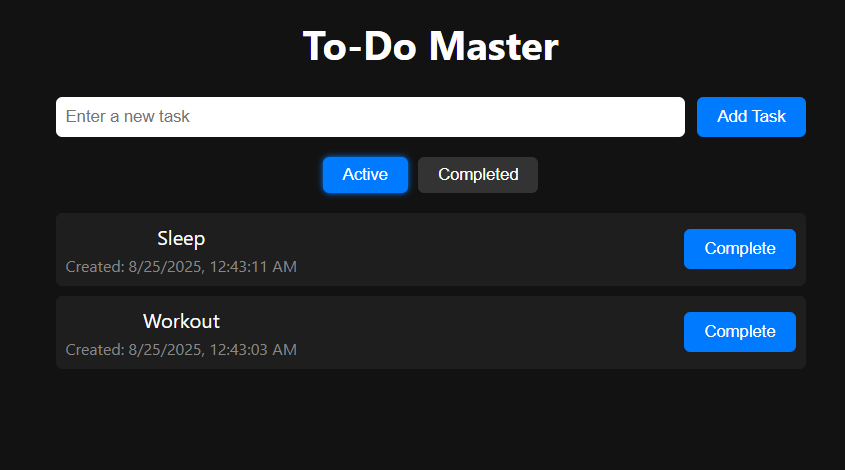 To-Do Master
Enter a new task
Add Task
Active
Completed
Sleep
Created: 8/25/2025, 12:43:11 AM
Complete
Workout
Created: 8/25/2025, 12:43:03 AM
Complete